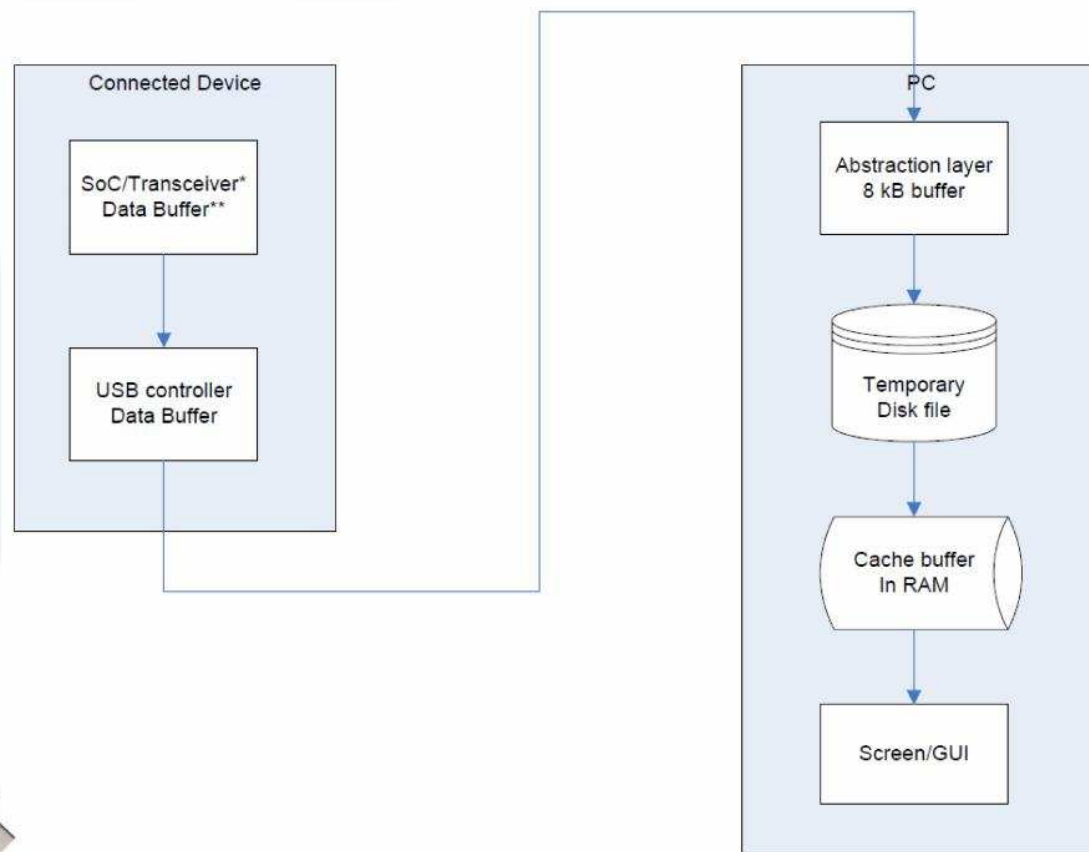 Connected Device
SoC/Transceiver*
Data Buffer**
USB controller
Data Buffer
PC
Abstraction layer
8 kB buffer
Temporary
Disk file
Cache buffer
In RAM
Screen/GUI